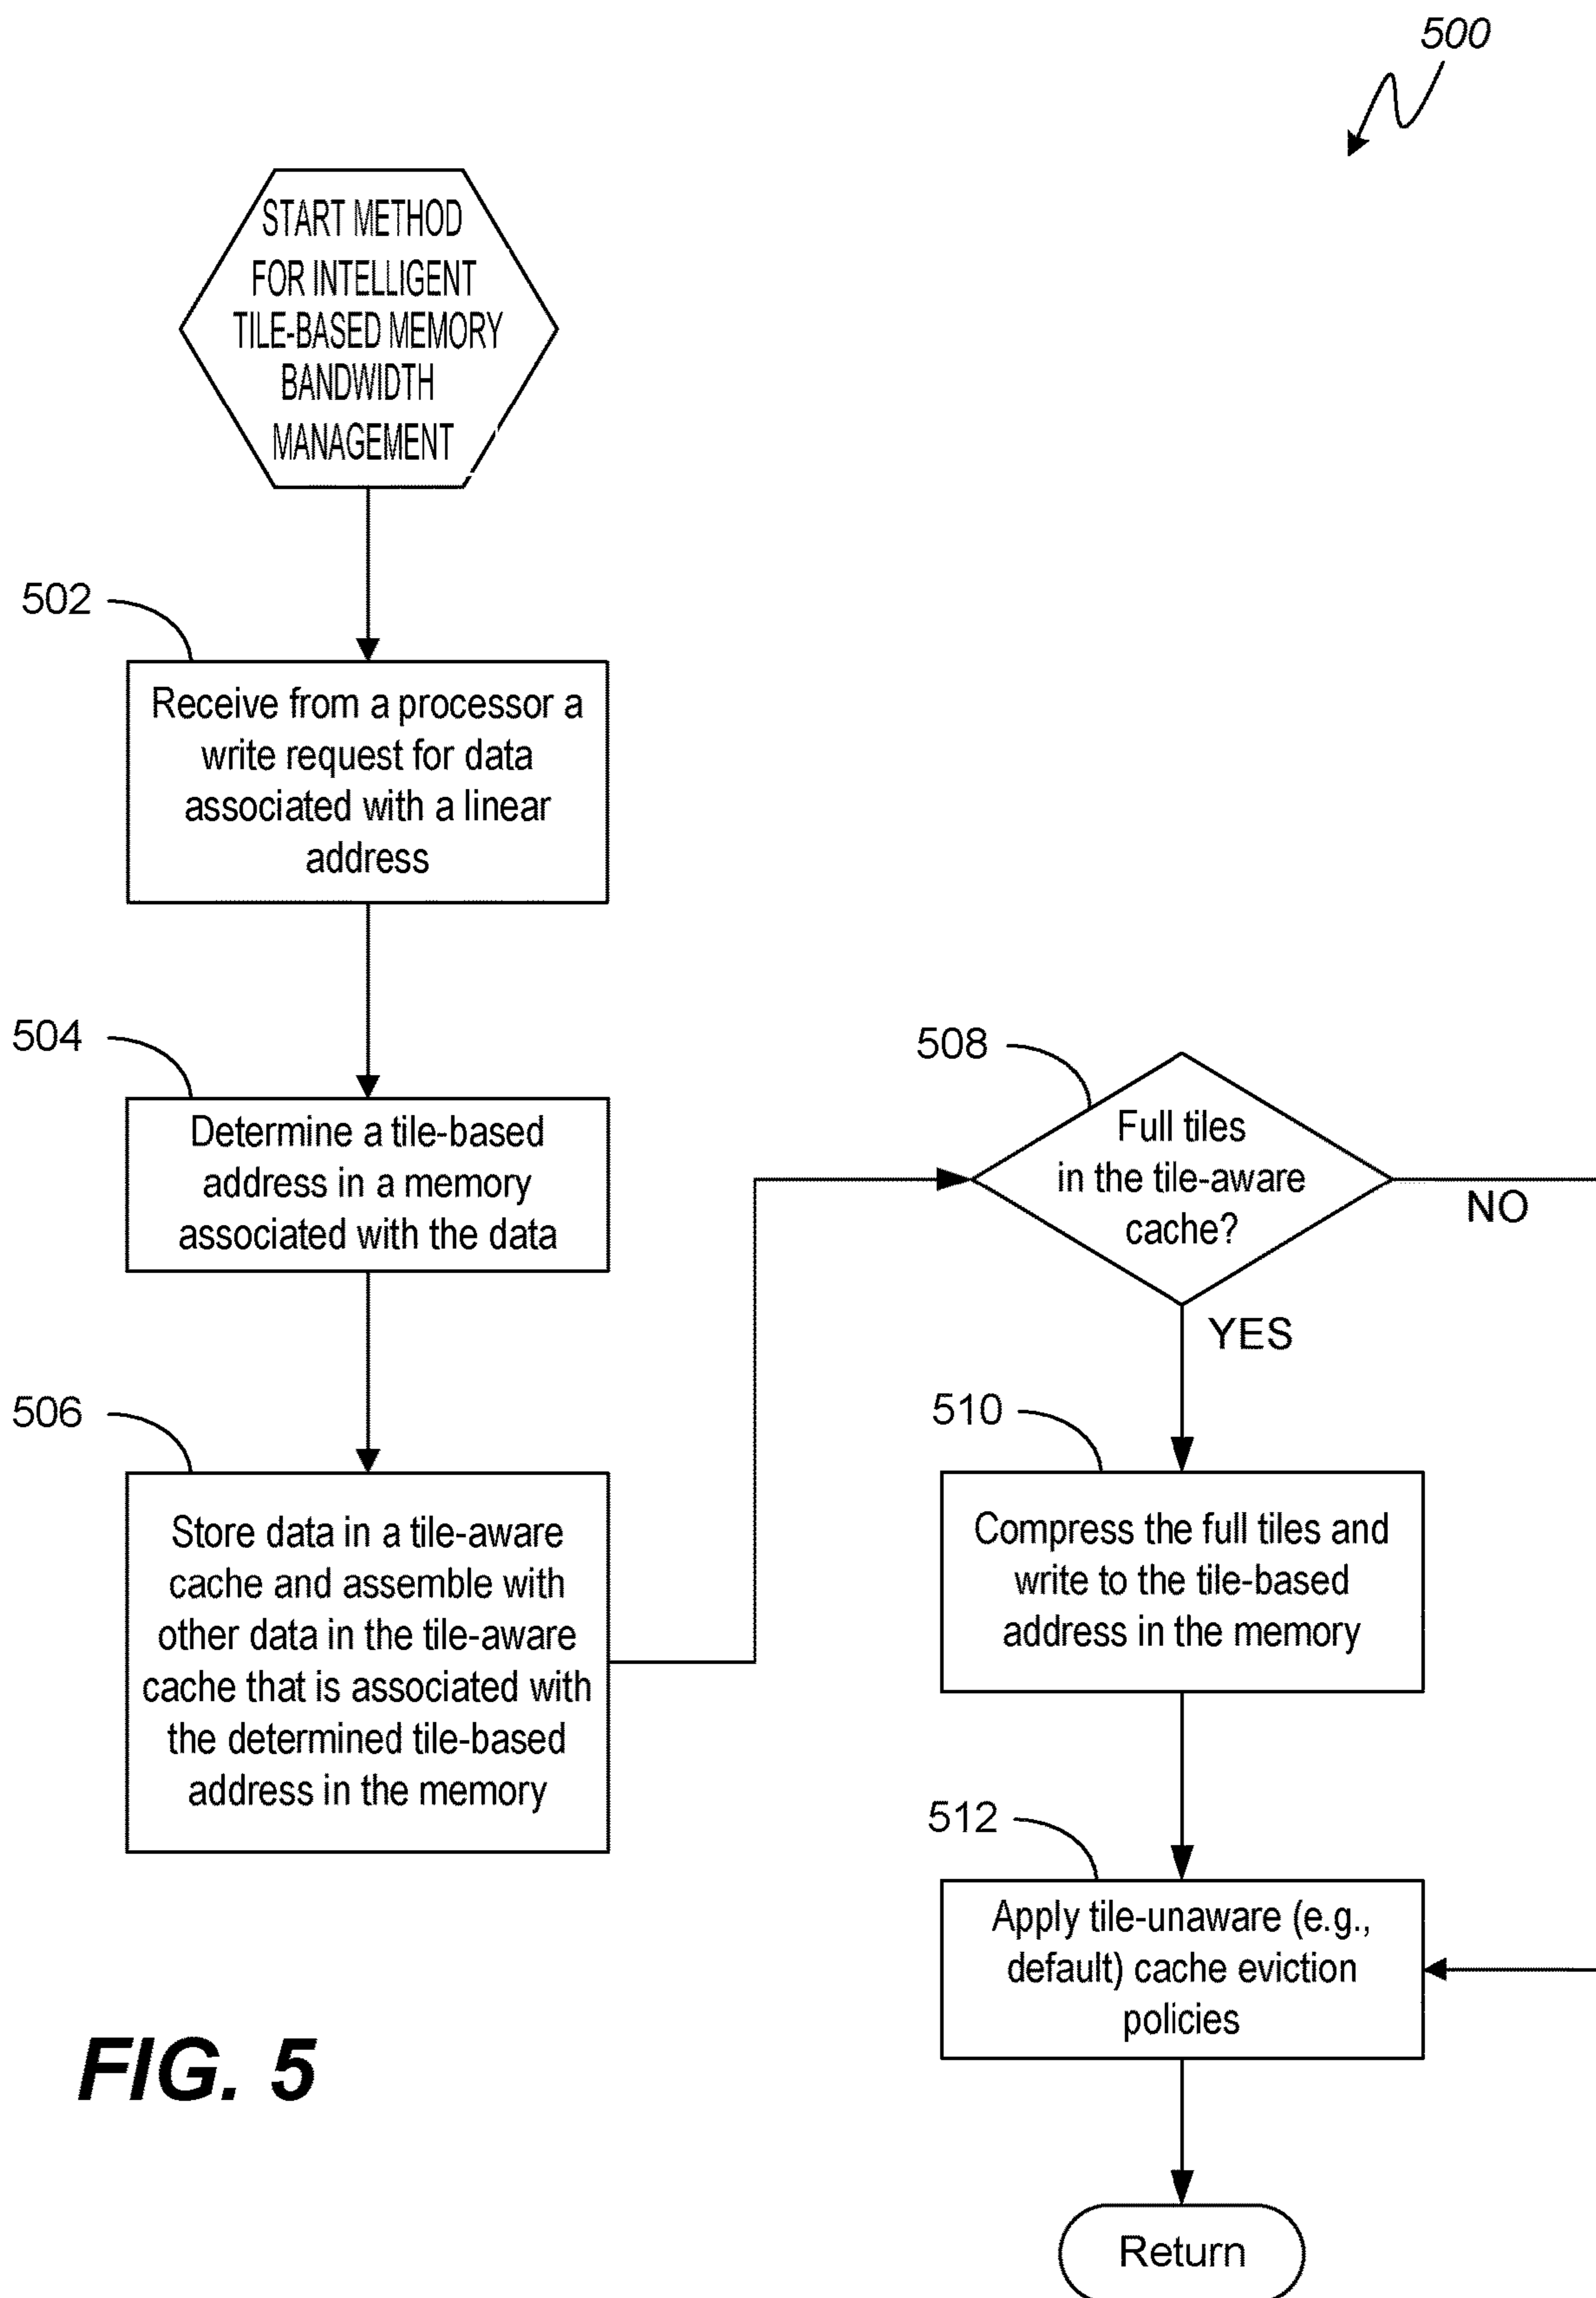 500
START METHOD
FOR INTELLIGENT
TILE-BASED MEMORY
BANDWIDTH
MANAGEMENT
502
Receive from a processor a
write request for data
associated with a linear
address
504
Determine a tile-based
address in a memory
associated with the data
506
Store data in a tile-aware
cache and assemble with
other data in the tile-aware
cache that is associated with
the determined tile-based
address in the memory
508
Full tiles
in the tile-aware
cache?
NO
YES
510
Compress the full tiles and
write to the tile-based
address in the memory
512
Apply tile-unaware (e.g.,
default) cache eviction
policies
Return
FIG. 5